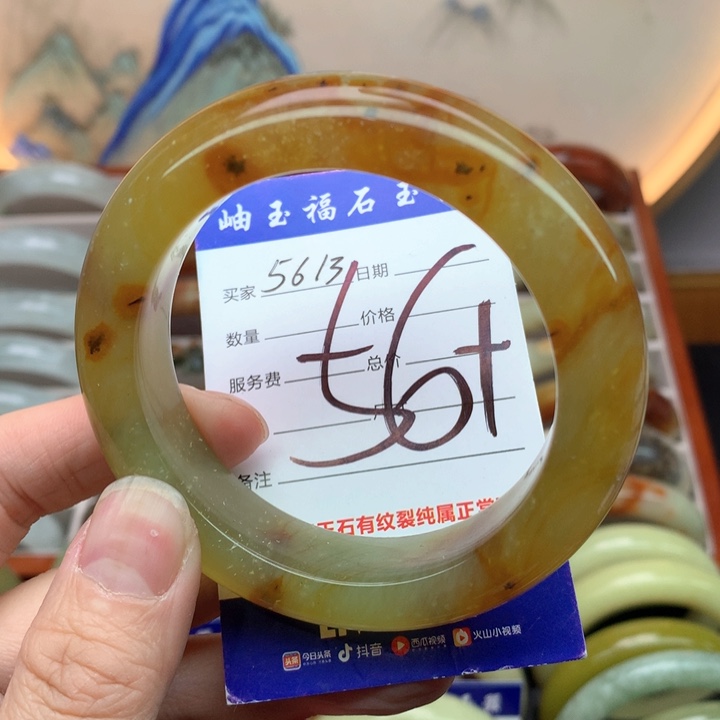 岫玉福石玉
买家 5613 日期
数量 价格
服务费 总价
备注
玉石有纹裂纯属正常
今日头条 抖音 西瓜视频 火山小视频